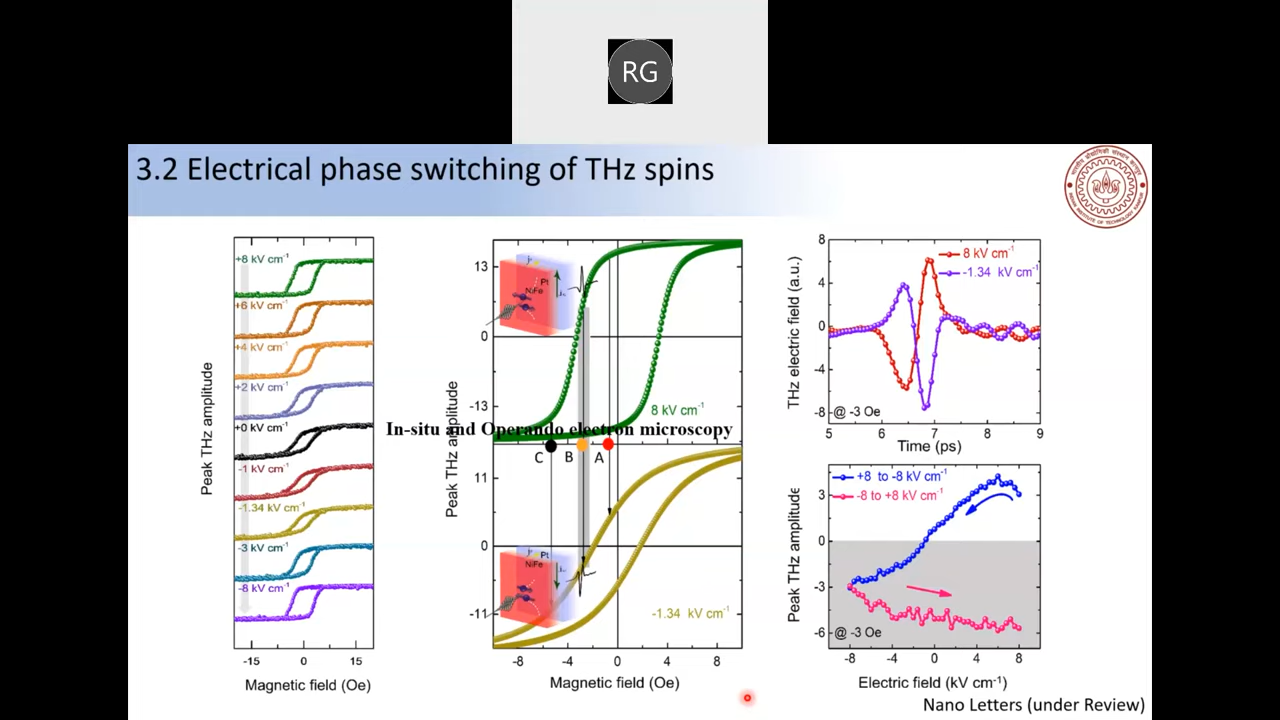 RG
3.2 Electrical phase switching of THz spins
+8 kV cm⁻¹
+6 kV cm⁻¹
+4 kV cm⁻¹
+2 kV cm⁻¹
+0 kV cm⁻¹
-1 kV cm⁻¹
-1.34 kV cm⁻¹
-3 kV cm⁻¹
-8 kV cm⁻¹
Peak THz amplitude
-15 0 15
Magnetic field (Oe)
13
0
-13
Pt
NiFe
8 kV cm⁻¹
In-situ and Operando electron microscopy
C B A
Peak THz amplitude
11
0
-11
Pt
NiFe
-1.34 kV cm⁻¹
-8 -4 0 4 8
Magnetic field (Oe)
8
4
0
-4
-8
THz electric field (a.u.)
8 kV cm⁻¹
-1.34 kV cm⁻¹
@ -3 Oe
5 6 7 8 9
Time (ps)
3
0
-3
-6
Peak THz amplitude
+8 to -8 kV cm⁻¹
-8 to +8 kV cm⁻¹
@ -3 Oe
-8 -4 0 4 8
Electric field (kV cm⁻¹)
Nano Letters (under Review)